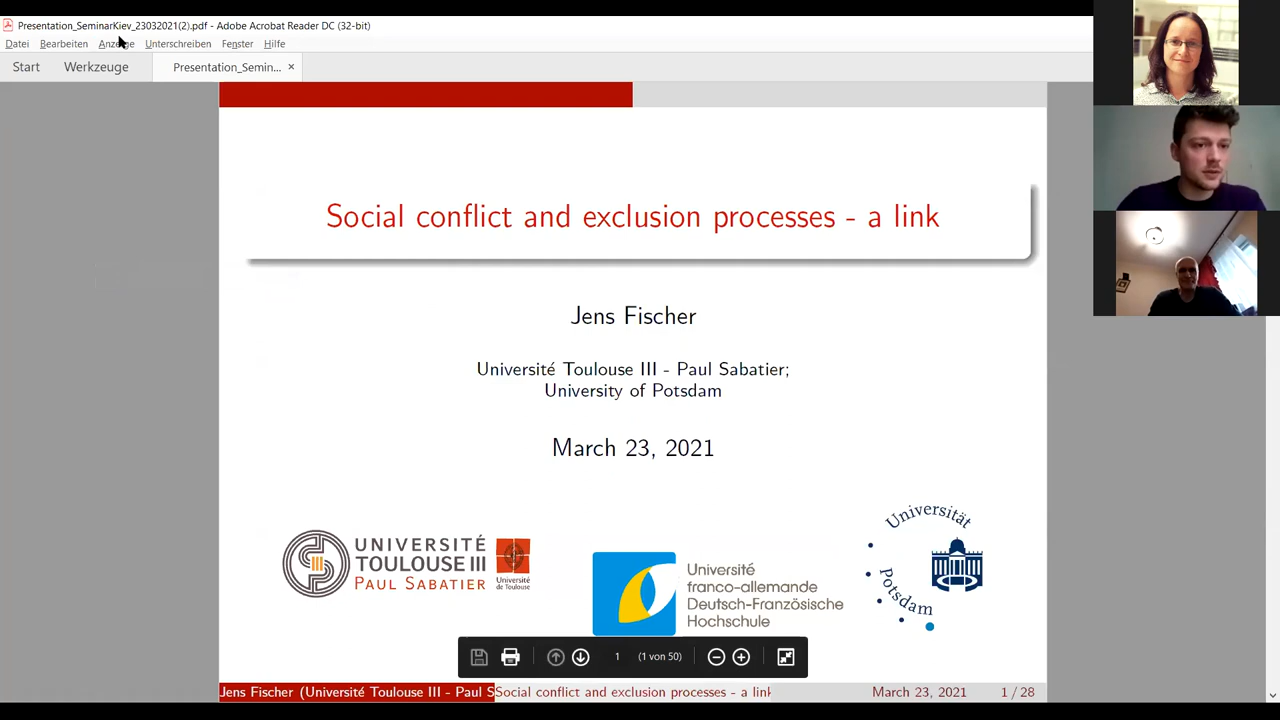 Presentation_SeminarKiev_23032021(2).pdf - Adobe Acrobat Reader DC (32-bit)
Datei Bearbeiten Anzeige Unterschreiben Fenster Hilfe
Start Werkzeuge Presentation_Semin... ×
Social conflict and exclusion processes - a link
Jens Fischer
Université Toulouse III - Paul Sabatier;
University of Potsdam
March 23, 2021
UNIVERSITÉ
TOULOUSE III
PAUL SABATIER
Université
de Toulouse
Université
franco-allemande
Deutsch-Französische
Hochschule
Universität
Potsdam
1 (1 von 50)
Jens Fischer (Université Toulouse III - Paul S Social conflict and exclusion processes - a link March 23, 2021 1 / 28